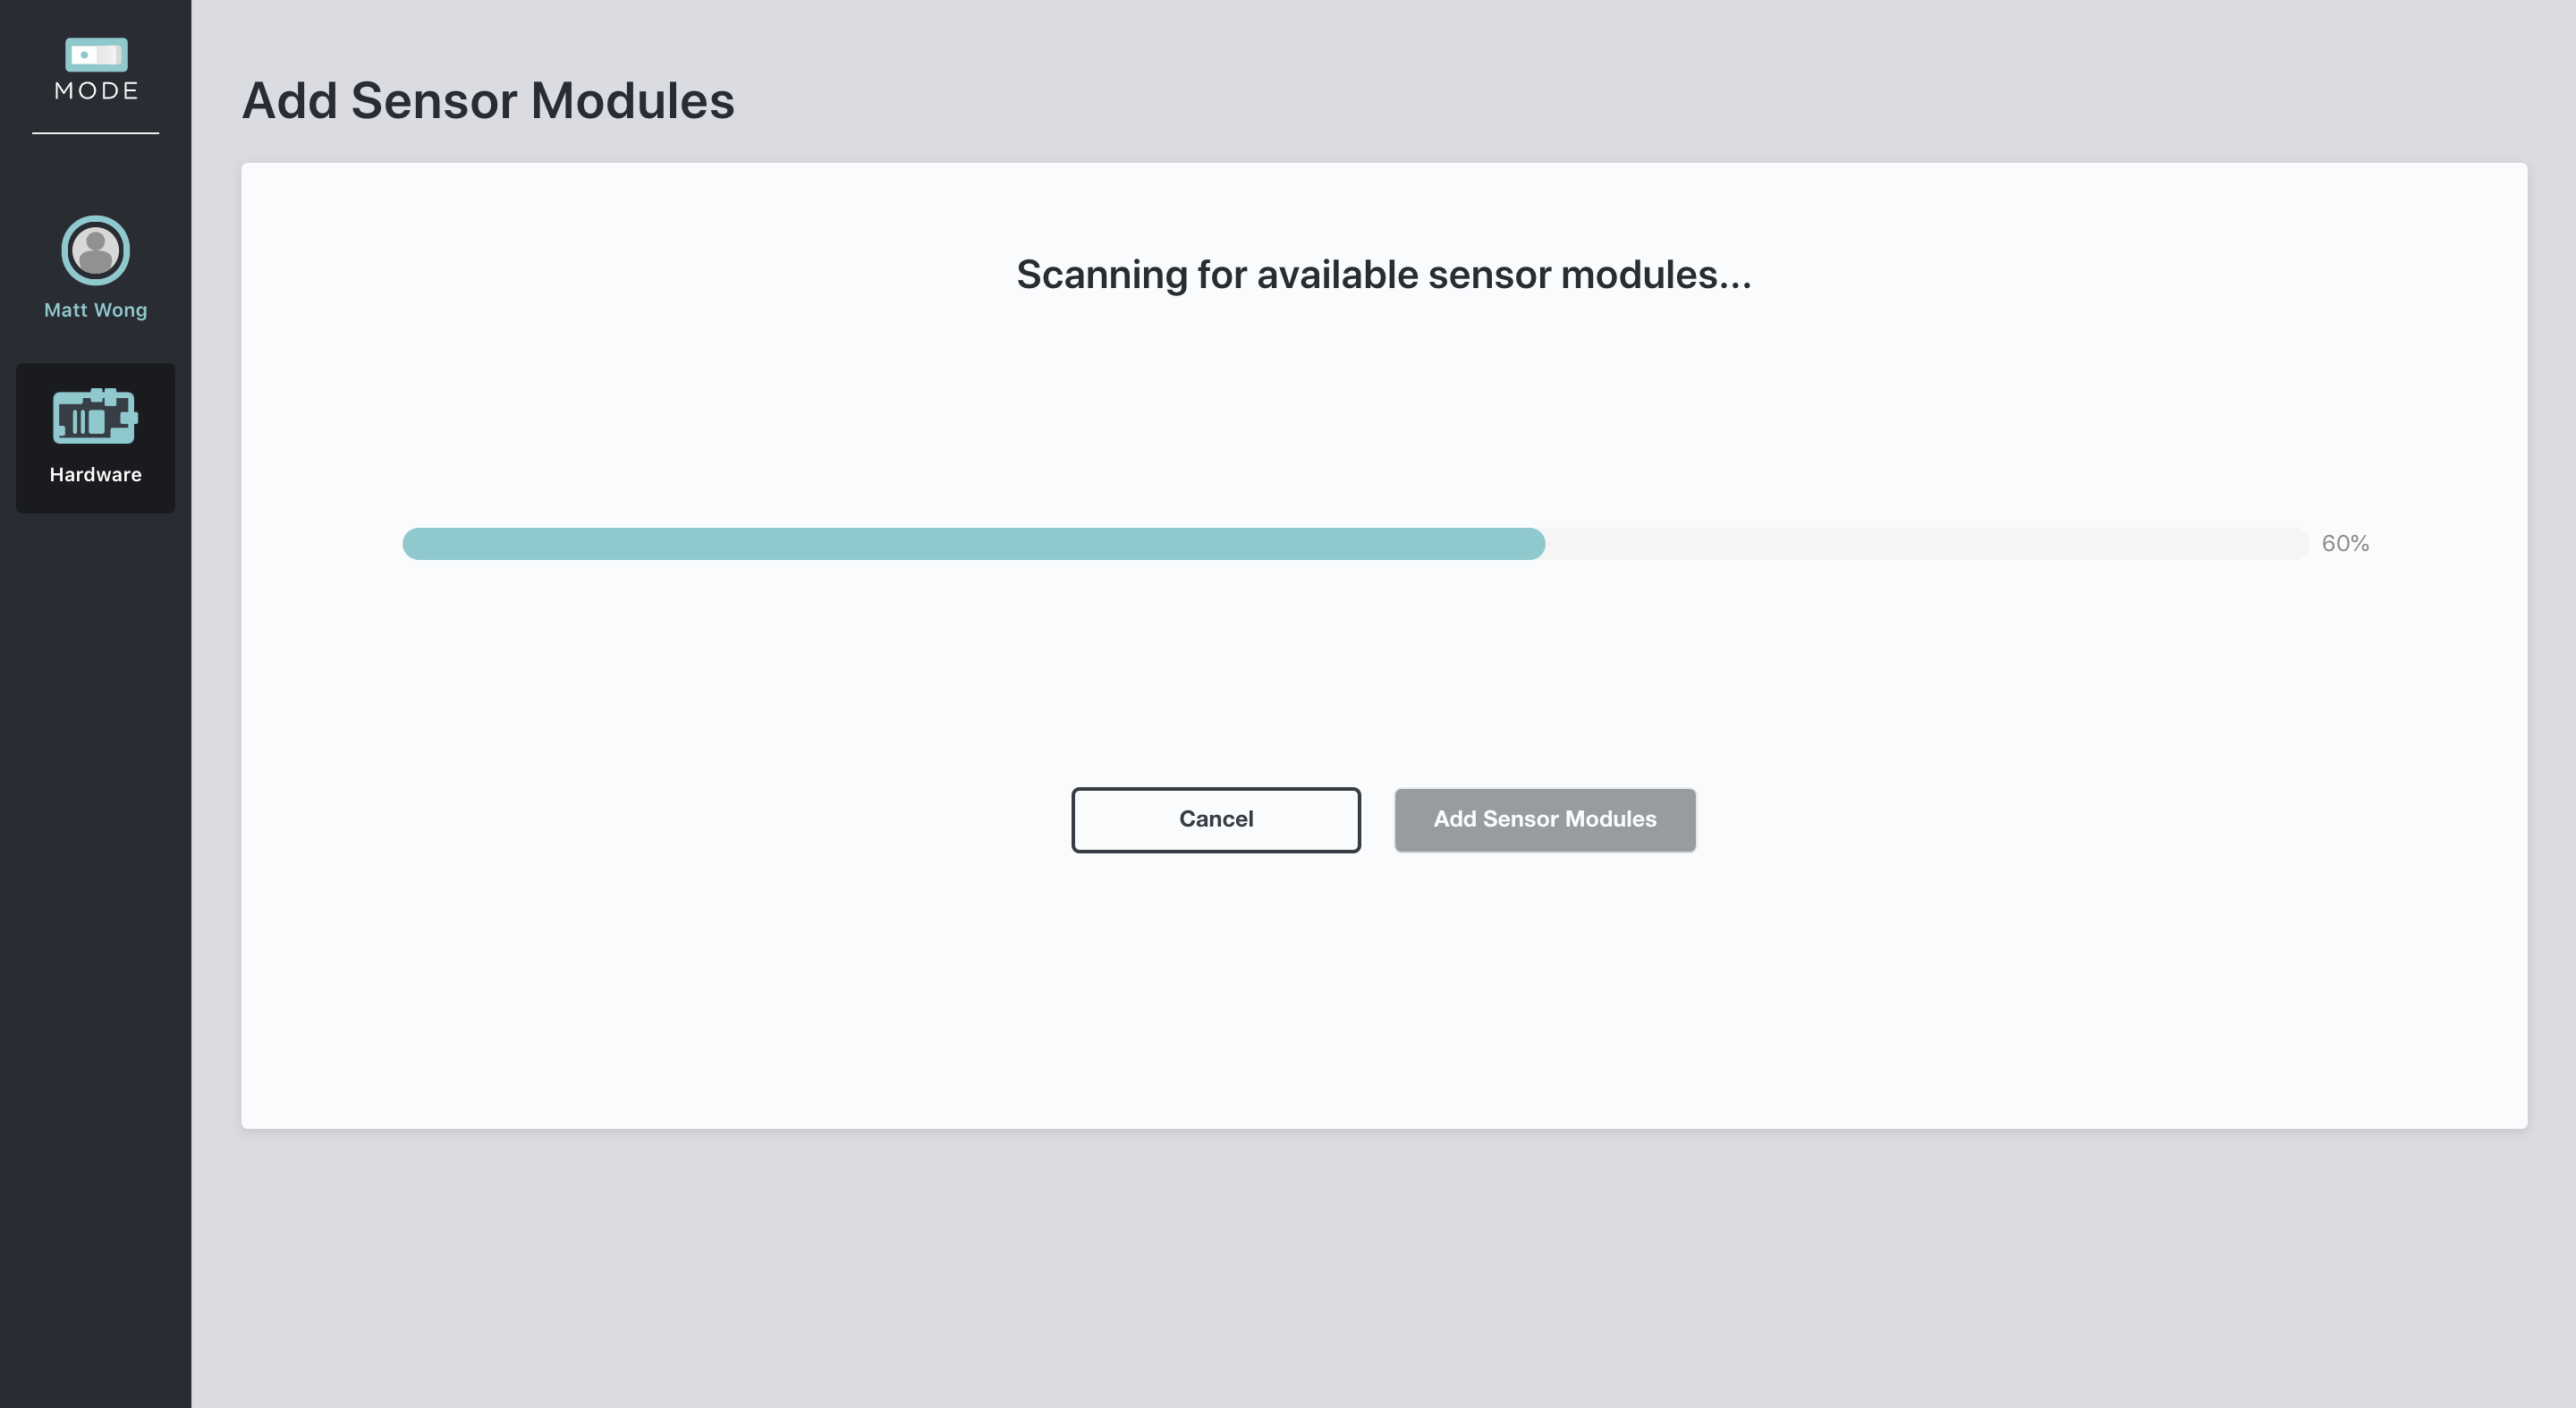 MODE
Matt Wong
Hardware
Add Sensor Modules
Scanning for available sensor modules...
60%
Cancel
Add Sensor Modules